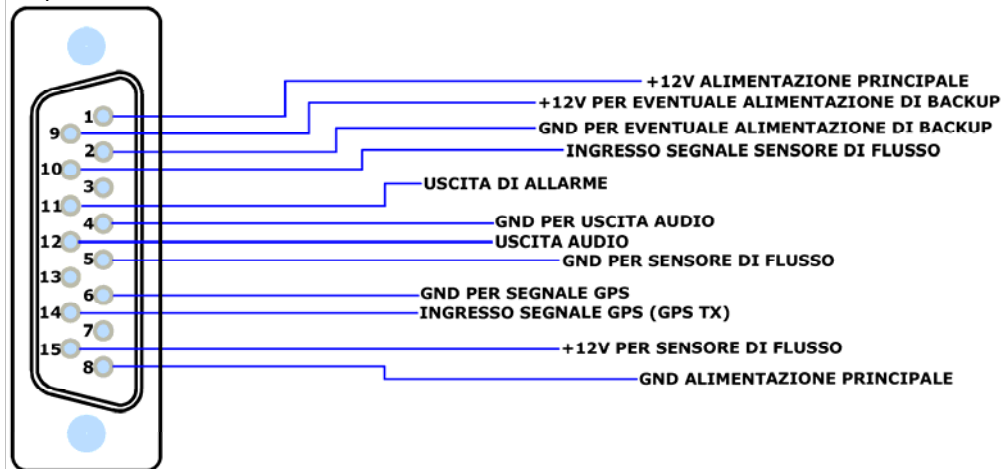 1
+12V ALIMENTAZIONE PRINCIPALE
9
+12V PER EVENTUALE ALIMENTAZIONE DI BACKUP
2
GND PER EVENTUALE ALIMENTAZIONE DI BACKUP
10
INGRESSO SEGNALE SENSORE DI FLUSSO
3
11
USCITA DI ALLARME
4
GND PER USCITA AUDIO
12
USCITA AUDIO
5
GND PER SENSORE DI FLUSSO
13
6
GND PER SEGNALE GPS
14
INGRESSO SEGNALE GPS (GPS TX)
7
15
+12V PER SENSORE DI FLUSSO
8
GND ALIMENTAZIONE PRINCIPALE